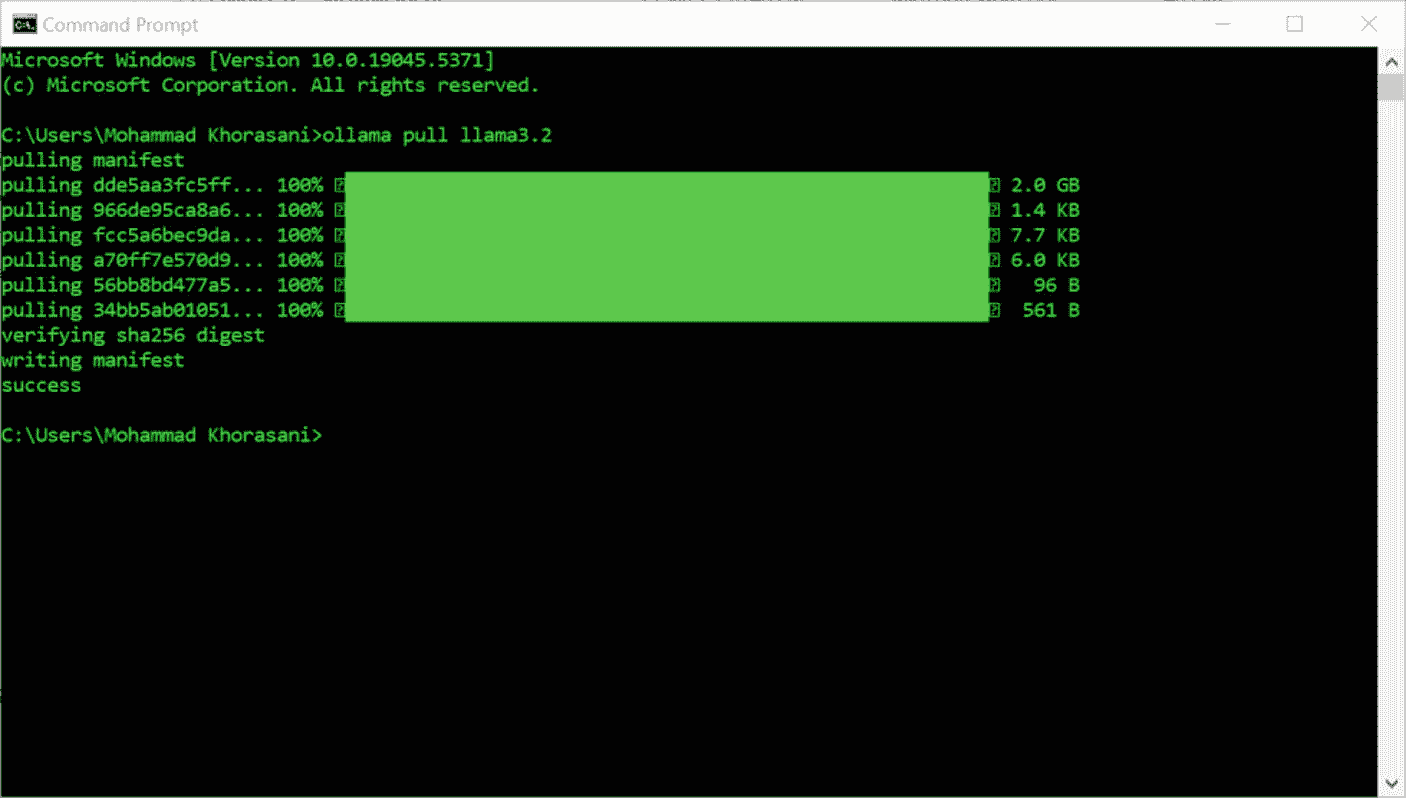 Command Prompt
Microsoft Windows [Version 10.0.19045.5371]
(c) Microsoft Corporation. All rights reserved.
C:\Users\Mohammad Khorasani>ollama pull llama3.2
pulling manifest
pulling dde5aa3fc5ff... 100% 2.0 GB
pulling 966de95ca8a6... 100% 1.4 KB
pulling fcc5a6bec9da... 100% 7.7 KB
pulling a70ff7e570d9... 100% 6.0 KB
pulling 56bb8bd477a5... 100% 96 B
pulling 34bb5ab01051... 100% 561 B
verifying sha256 digest
writing manifest
success
C:\Users\Mohammad Khorasani>